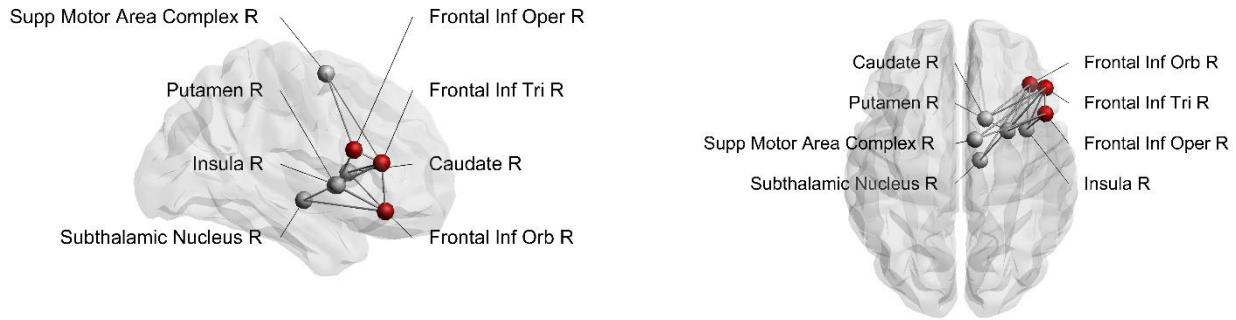 Supp Motor Area Complex R
Frontal Inf Oper R
Putamen R
Frontal Inf Tri R
Insula R
Caudate R
Subthalamic Nucleus R
Frontal Inf Orb R
Caudate R
Frontal Inf Orb R
Putamen R
Frontal Inf Tri R
Supp Motor Area Complex R
Frontal Inf Oper R
Subthalamic Nucleus R
Insula R